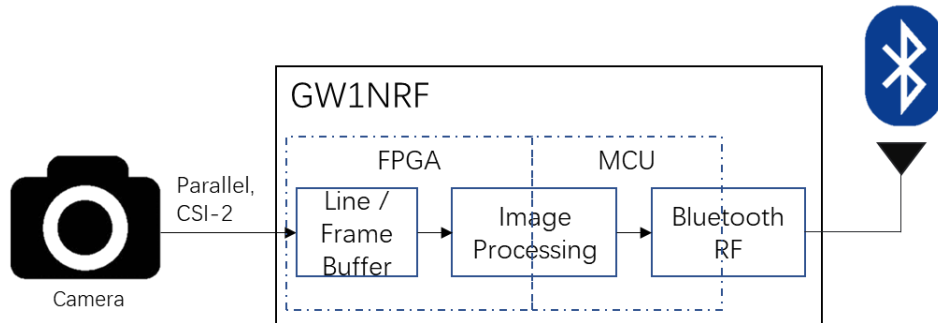 GW1NRF
FPGA
MCU
Parallel,
CSI-2
Line /
Frame
Buffer
Image
Processing
Bluetooth
RF
Camera